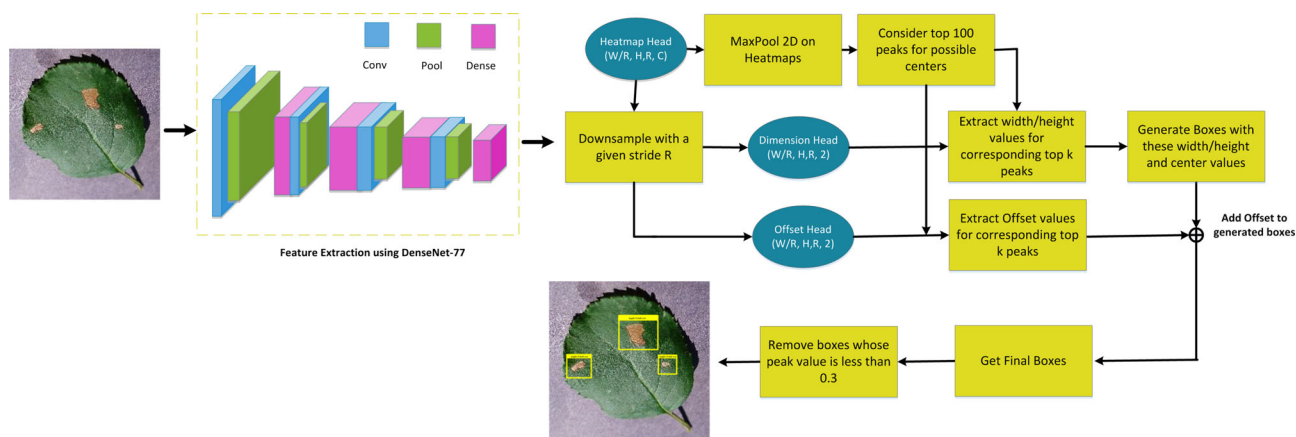 Conv
Pool
Dense
Feature Extraction using DenseNet-77
Heatmap Head
(W/R, H,R, C)
MaxPool 2D on
Heatmaps
Consider top 100
peaks for possible
centers
Downsample with a
given stride R
Dimension Head
(W/R, H,R, 2)
Extract width/height
values for
corresponding top k
peaks
Generate Boxes with
these width/height
and center values
Offset Head
(W/R, H,R, 2)
Extract Offset values
for corresponding top
k peaks
Add Offset to
generated boxes
Get Final Boxes
Remove boxes whose
peak value is less than
0.3